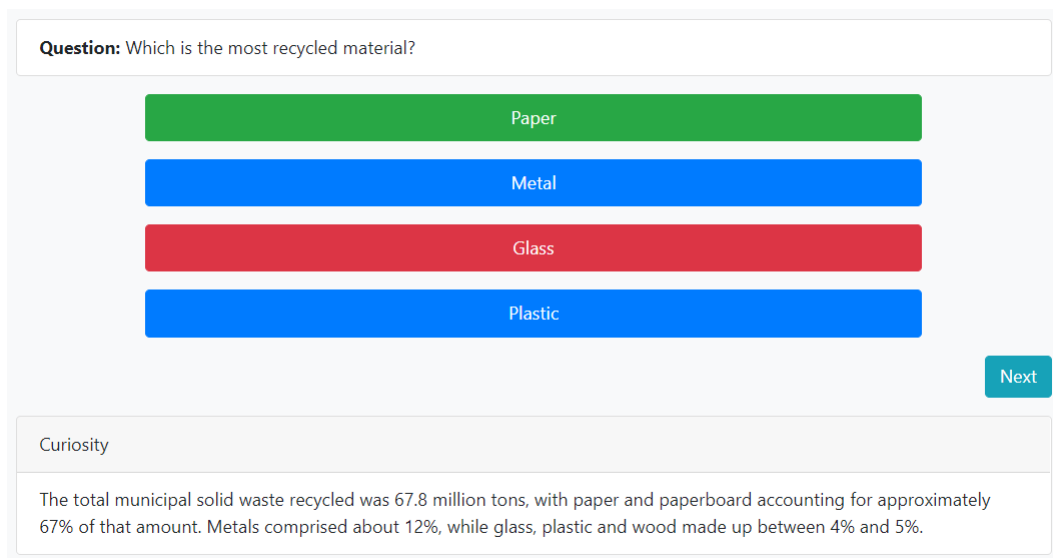 Question: Which is the most recycled material?
Paper
Metal
Glass
Plastic
Next
Curiosity
The total municipal solid waste recycled was 67.8 million tons, with paper and paperboard accounting for approximately
67% of that amount. Metals comprised about 12%, while glass, plastic and wood made up between 4% and 5%.